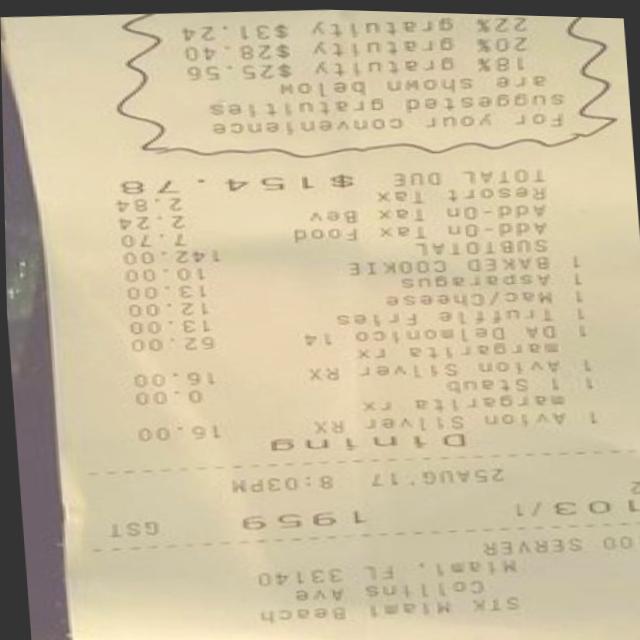 STK Miami Beach
Collins Ave
Miami, FL 33140
00 SERVER
103/1 1959 GST
25AUG'17 8:03PM
Dining
1 Avion Silver RX 16.00
margarita rx
1 1 Staub 0.00
1 Avion Silver RX 16.00
margarita rx
1 DA Delmonico 14 62.00
1 Truffle Fries 13.00
1 Mac/Cheese 12.00
1 Asparagus 13.00
1 BAKED COOKIE 10.00
SUBTOTAL 142.00
Add-On Tax Food 7.70
Add-On Tax Bev 2.24
Resort Tax 2.84
TOTAL DUE $154.78
For your convenience
suggested gratuities
are shown below
18% gratuity $25.56
20% gratuity $28.40
22% gratuity $31.24